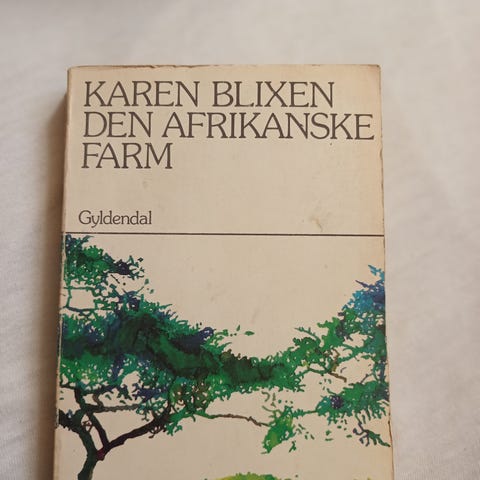 KAREN BLIXEN
DEN AFRIKANSKE
FARM
Gyldendal